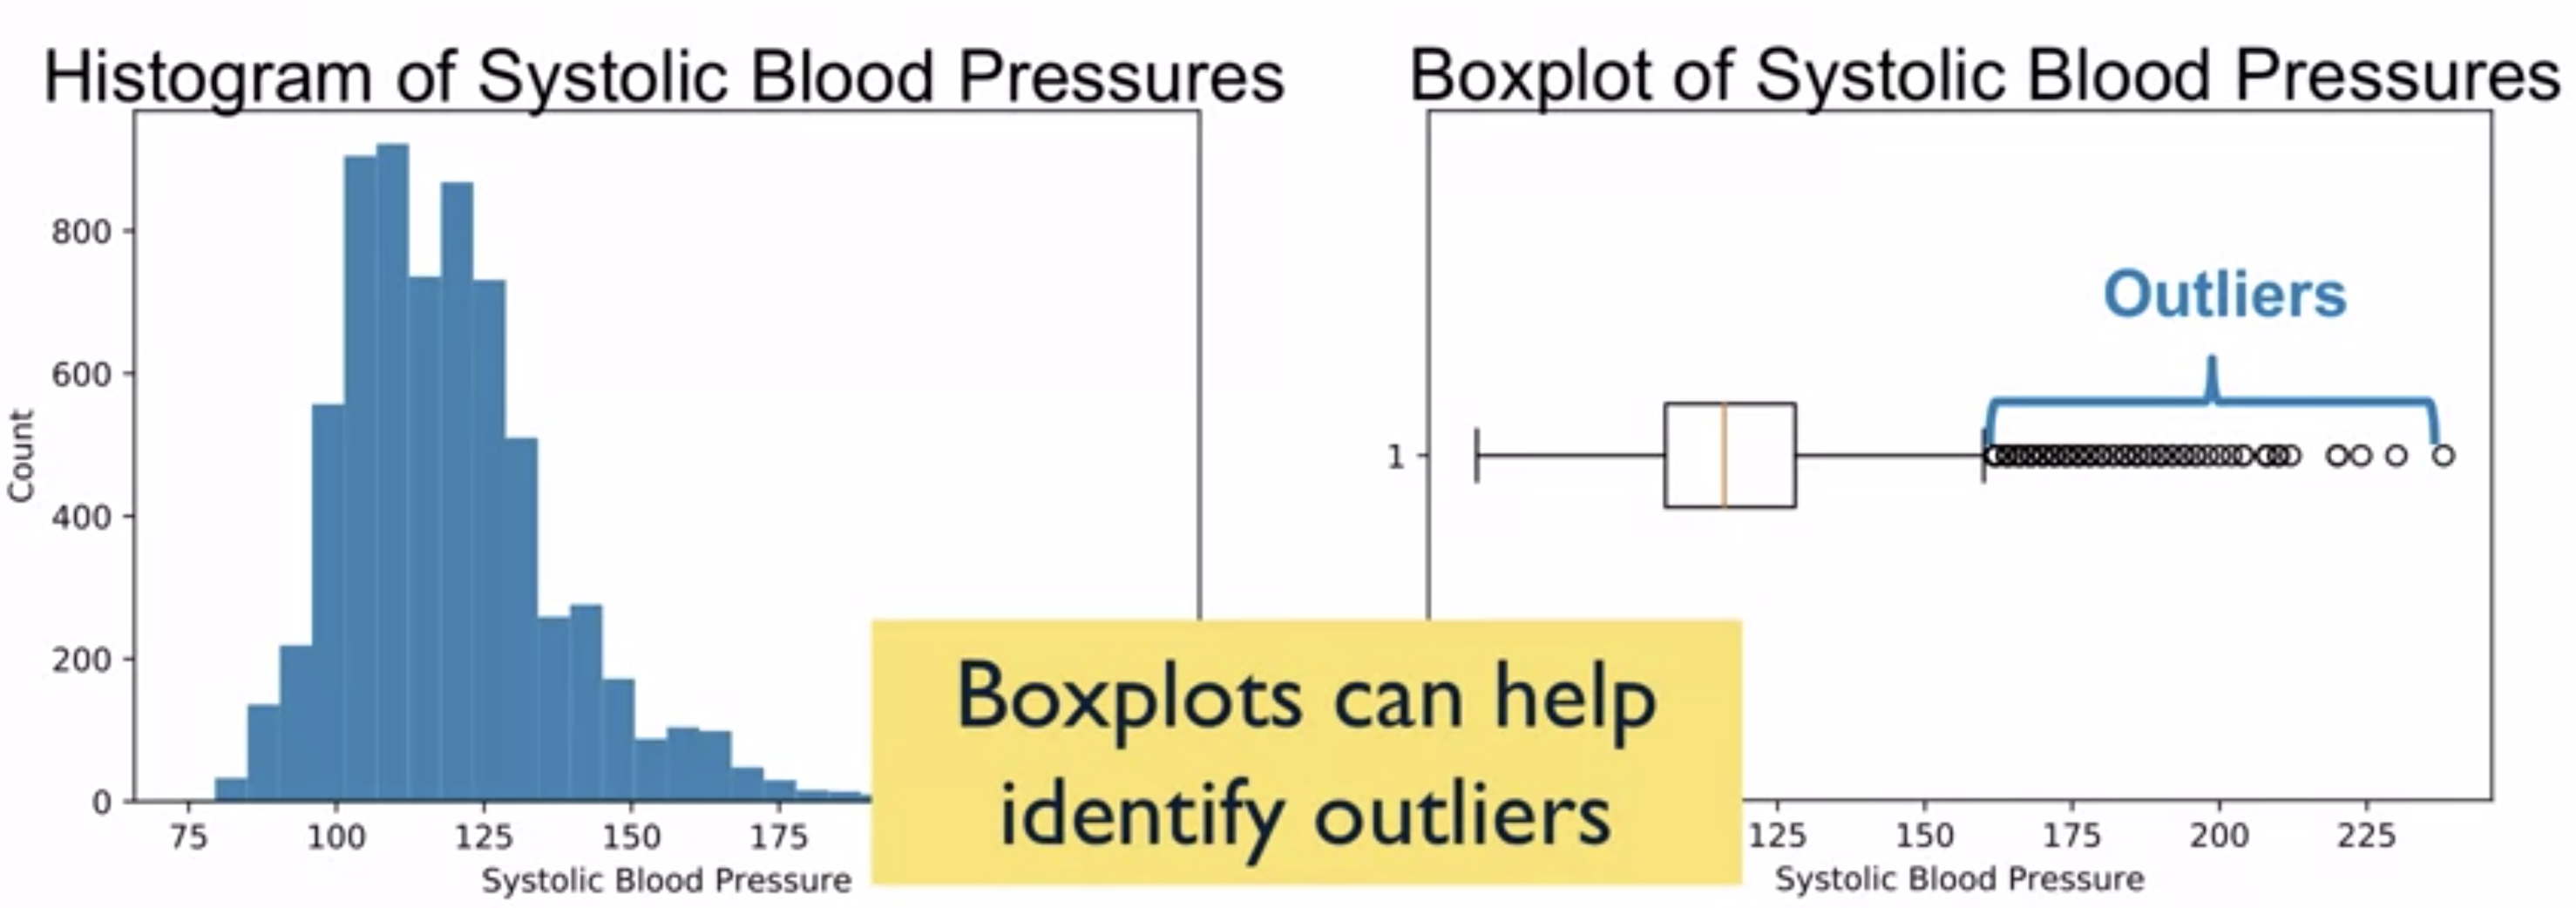 Histogram of Systolic Blood Pressures
800
600
400
200
0
Count
75 100 125 150 175
Systolic Blood Pressure
Boxplot of Systolic Blood Pressures
Outliers
1
125 150 175 200 225
Systolic Blood Pressure
Boxplots can help
identify outliers